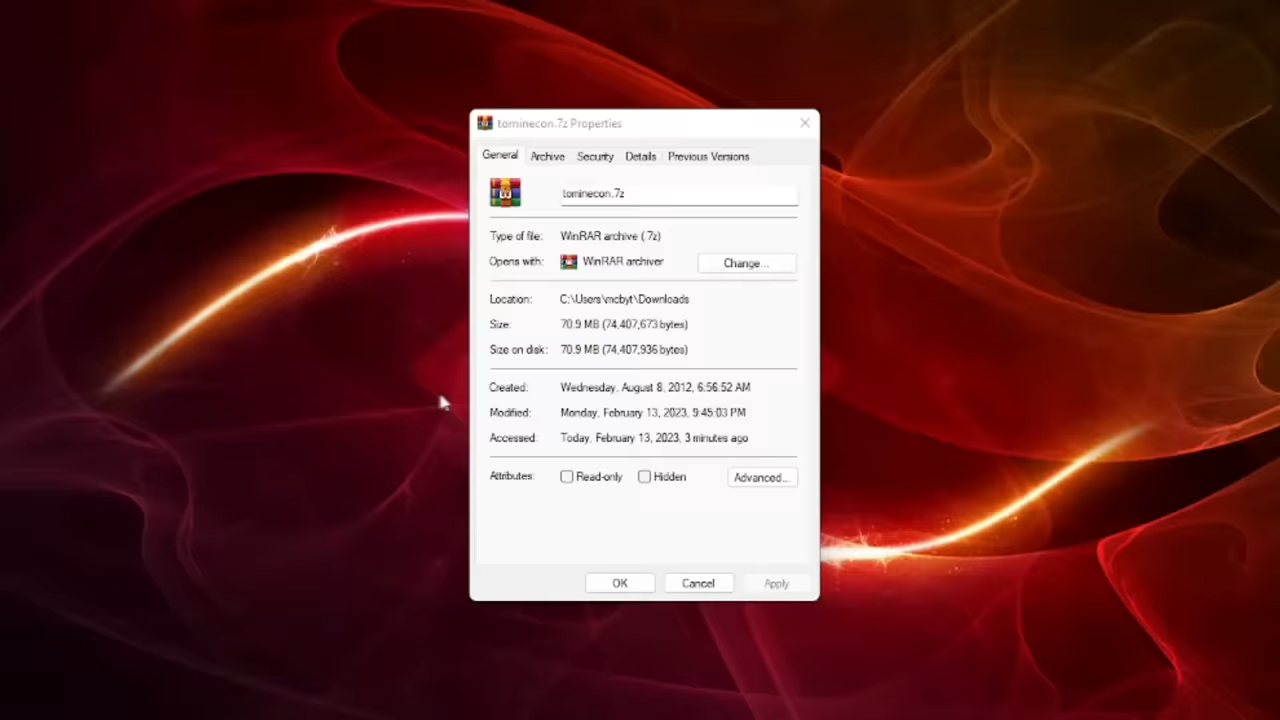 tominecon.7z Properties
General Archive Security Details Previous Versions
tominecon.7z
Type of file: WinRAR archive (.7z)
Opens with: WinRAR archiver Change...
Location: C:\Users\mcbyt\Downloads
Size: 70.9 MB (74,407,673 bytes)
Size on disk: 70.9 MB (74,407,936 bytes)
Created: Wednesday, August 8, 2012, 6:56:52 AM
Modified: Monday, February 13, 2023, 9:45:03 PM
Accessed: Today, February 13, 2023, 3 minutes ago
Attributes: Read-only Hidden Advanced...
OK Cancel Apply